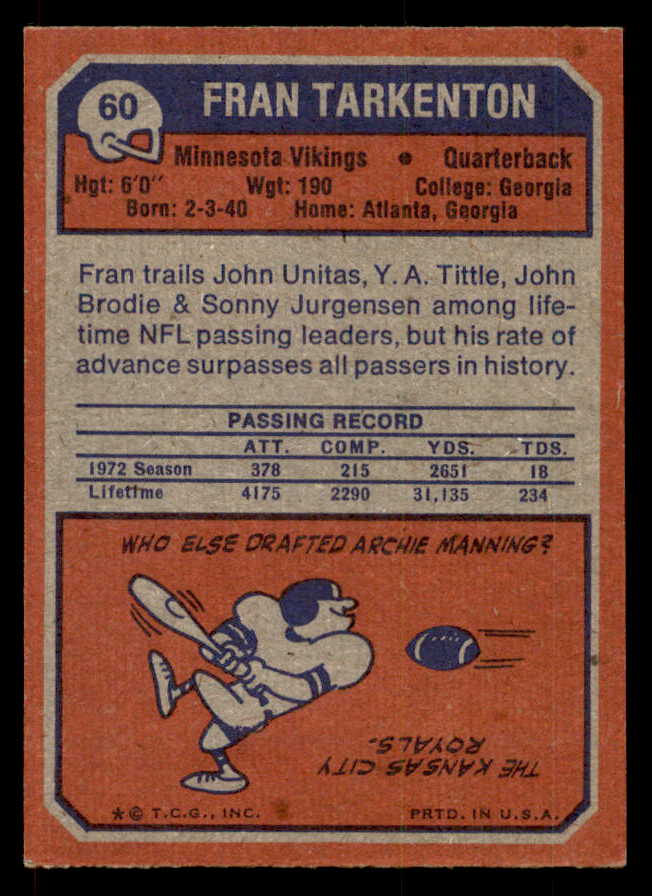 60
FRAN TARKENTON
Minnesota Vikings • Quarterback
Hgt: 6'0" Wgt: 190 College: Georgia
Born: 2-3-40 Home: Atlanta, Georgia
Fran trails John Unitas, Y. A. Tittle, John
Brodie & Sonny Jurgensen among life-
time NFL passing leaders, but his rate of
advance surpasses all passers in history.
PASSING RECORD
ATT. COMP. YDS. TDS.
1972 Season 378 215 2651 18
Lifetime 4175 2290 31,135 234
WHO ELSE DRAFTED ARCHIE MANNING?
THE KANSAS CITY
ROYALS.
* © T.C.G., INC. PRTD. IN U.S.A.